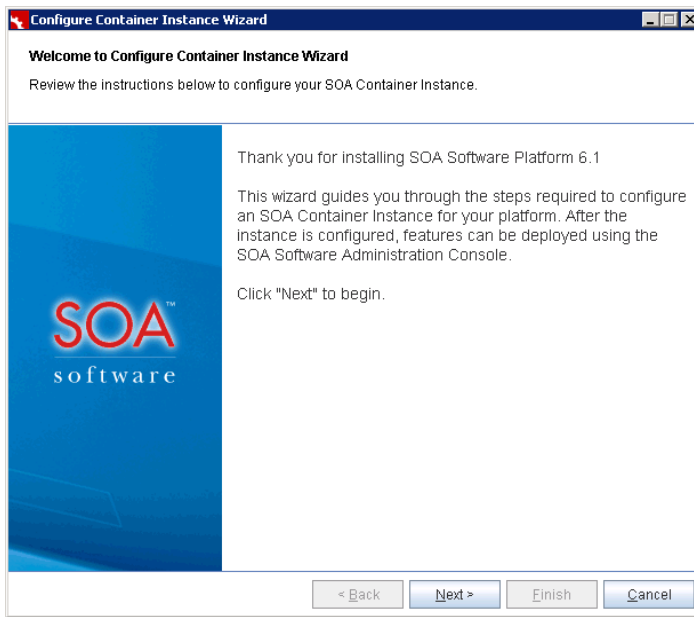 Configure Container Instance Wizard
Welcome to Configure Container Instance Wizard
Review the instructions below to configure your SOA Container Instance.
Thank you for installing SOA Software Platform 6.1
This wizard guides you through the steps required to configure
an SOA Container Instance for your platform. After the
instance is configured, features can be deployed using the
SOA Software Administration Console.
Click "Next" to begin.
SOA™
software
< Back
Next >
Finish
Cancel